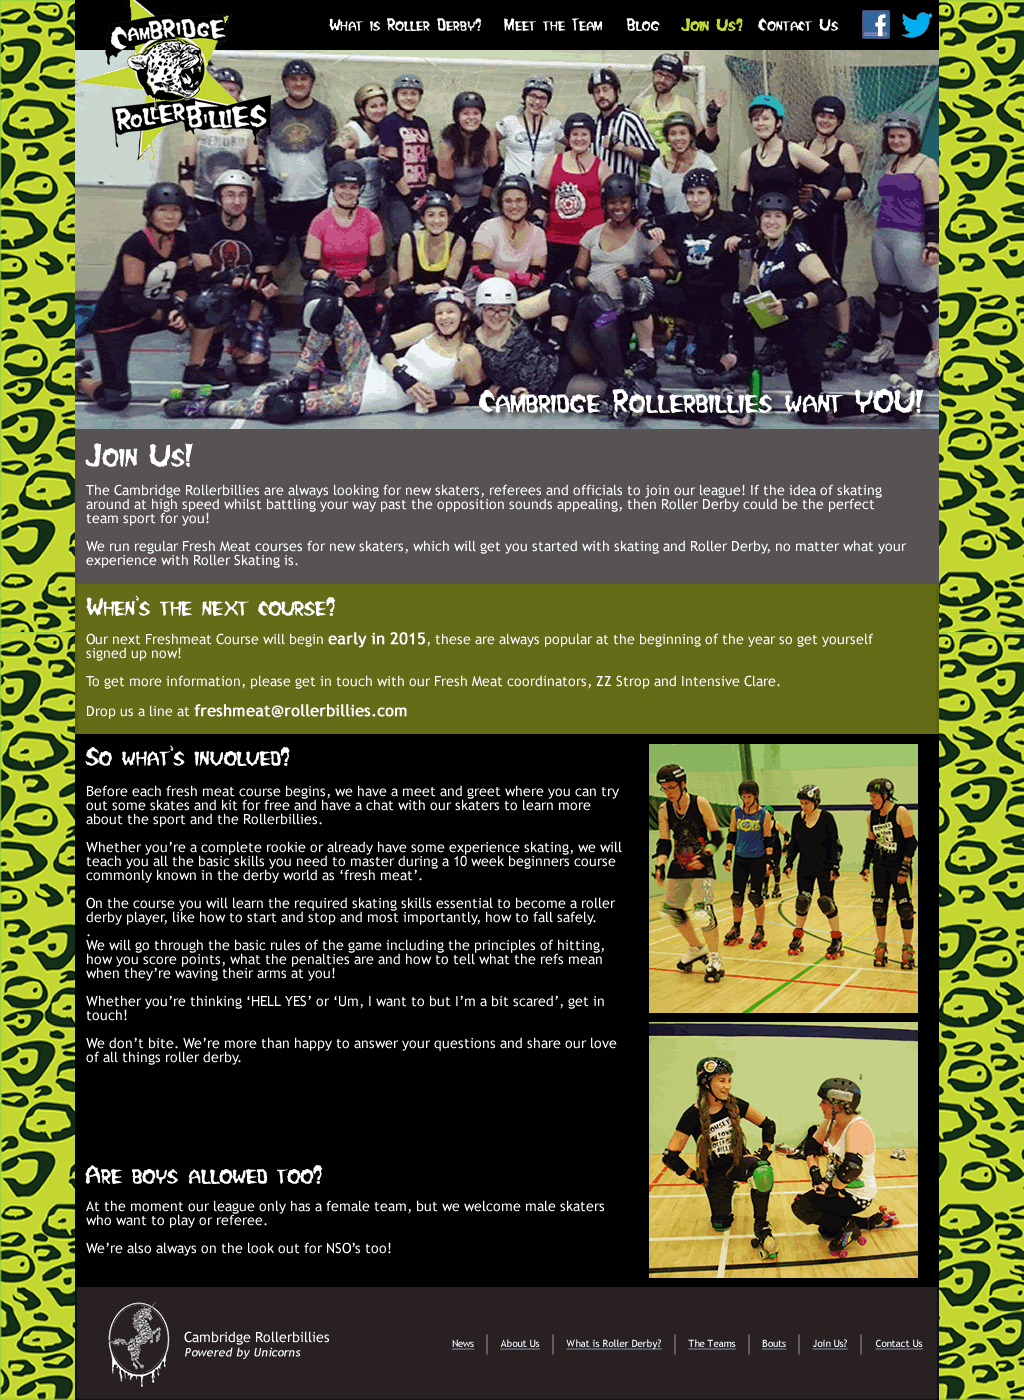 CAMBRIDGE
ROLLERBILLIES
What is Roller Derby? Meet the Team Blog Join Us? Contact Us
Cambridge Rollerbillies want YOU!
Join Us!
The Cambridge Rollerbillies are always looking for new skaters, referees and officials to join our league! If the idea of skating
around at high speed whilst battling your way past the opposition sounds appealing, then Roller Derby could be the perfect
team sport for you!
We run regular Fresh Meat courses for new skaters, which will get you started with skating and Roller Derby, no matter what your
experience with Roller Skating is.
When's the next course?
Our next Freshmeat Course will begin early in 2015, these are always popular at the beginning of the year so get yourself
signed up now!
To get more information, please get in touch with our Fresh Meat coordinators, ZZ Strop and Intensive Clare.
Drop us a line at freshmeat@rollerbillies.com
So what's involved?
Before each fresh meat course begins, we have a meet and greet where you can try
out some skates and kit for free and have a chat with our skaters to learn more
about the sport and the Rollerbillies.
Whether you’re a complete rookie or already have some experience skating, we will
teach you all the basic skills you need to master during a 10 week beginners course
commonly known in the derby world as ‘fresh meat’.
On the course you will learn the required skating skills essential to become a roller
derby player, like how to start and stop and most importantly, how to fall safely.
.
We will go through the basic rules of the game including the principles of hitting,
how you score points, what the penalties are and how to tell what the refs mean
when they’re waving their arms at you!
Whether you’re thinking ‘HELL YES’ or ‘Um, I want to but I’m a bit scared’, get in
touch!
We don’t bite. We’re more than happy to answer your questions and share our love
of all things roller derby.
Are boys allowed too?
At the moment our league only has a female team, but we welcome male skaters
who want to play or referee.
We’re also always on the look out for NSO’s too!
Cambridge Rollerbillies
Powered by Unicorns
News About Us What is Roller Derby? The Teams Bouts Join Us? Contact Us